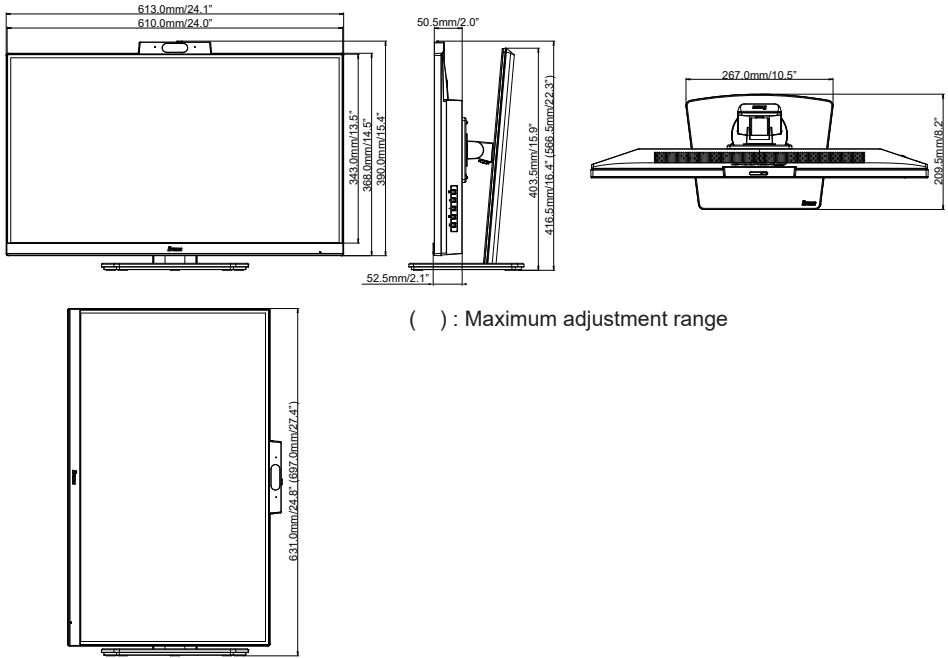 613.0mm/24.1”
610.0mm/24.0”
343.0mm/13.5”
368.0mm/14.5”
390.0mm/15.4”
50.5mm/2.0”
403.5mm/15.9”
416.5mm/16.4” (566.5mm/22.3”)
52.5mm/2.1”
267.0mm/10.5”
209.5mm/8.2”
( ) : Maximum adjustment range
631.0mm/24.8” (697.0mm/27.4”)